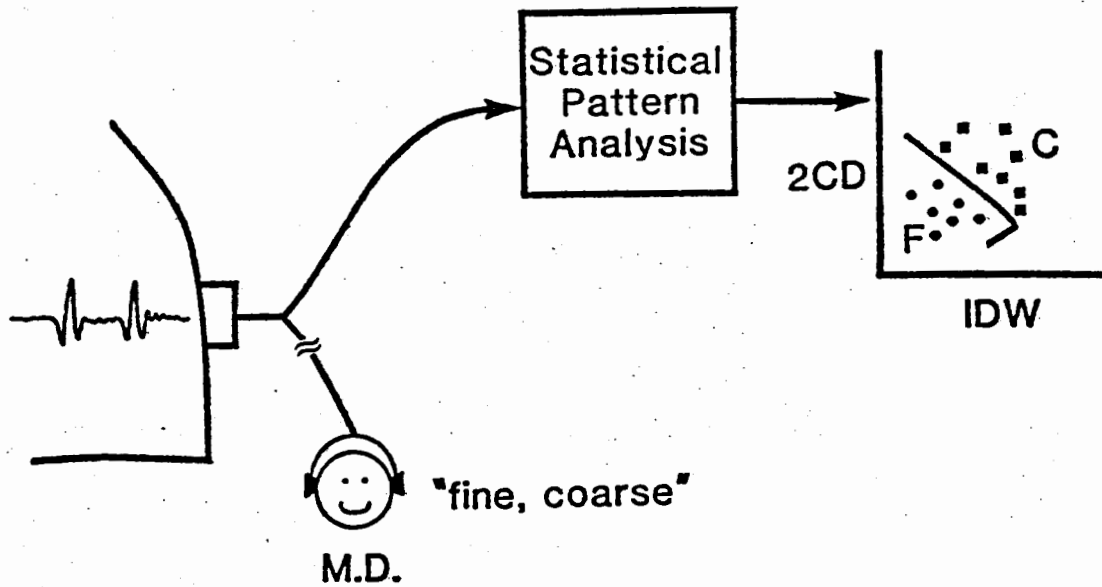 Statistical
Pattern
Analysis
2CD
C
F
IDW
"fine, coarse"
M.D.